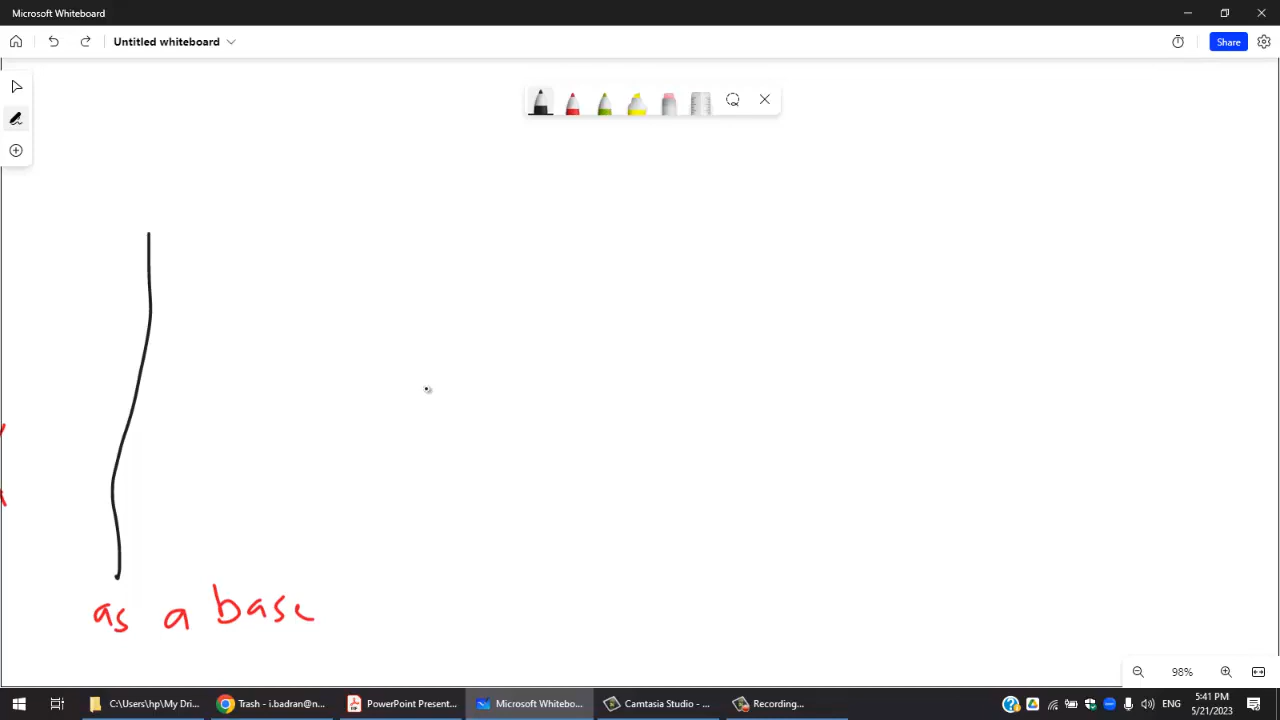 Microsoft Whiteboard
Untitled whiteboard
Share
as a base
98%
C:\Users\hp\My Dri...
Trash - i.badran@n...
PowerPoint Present...
Microsoft Whiteboa...
Camtasia Studio - ...
Recording...
ENG
5:41 PM
5/21/2023